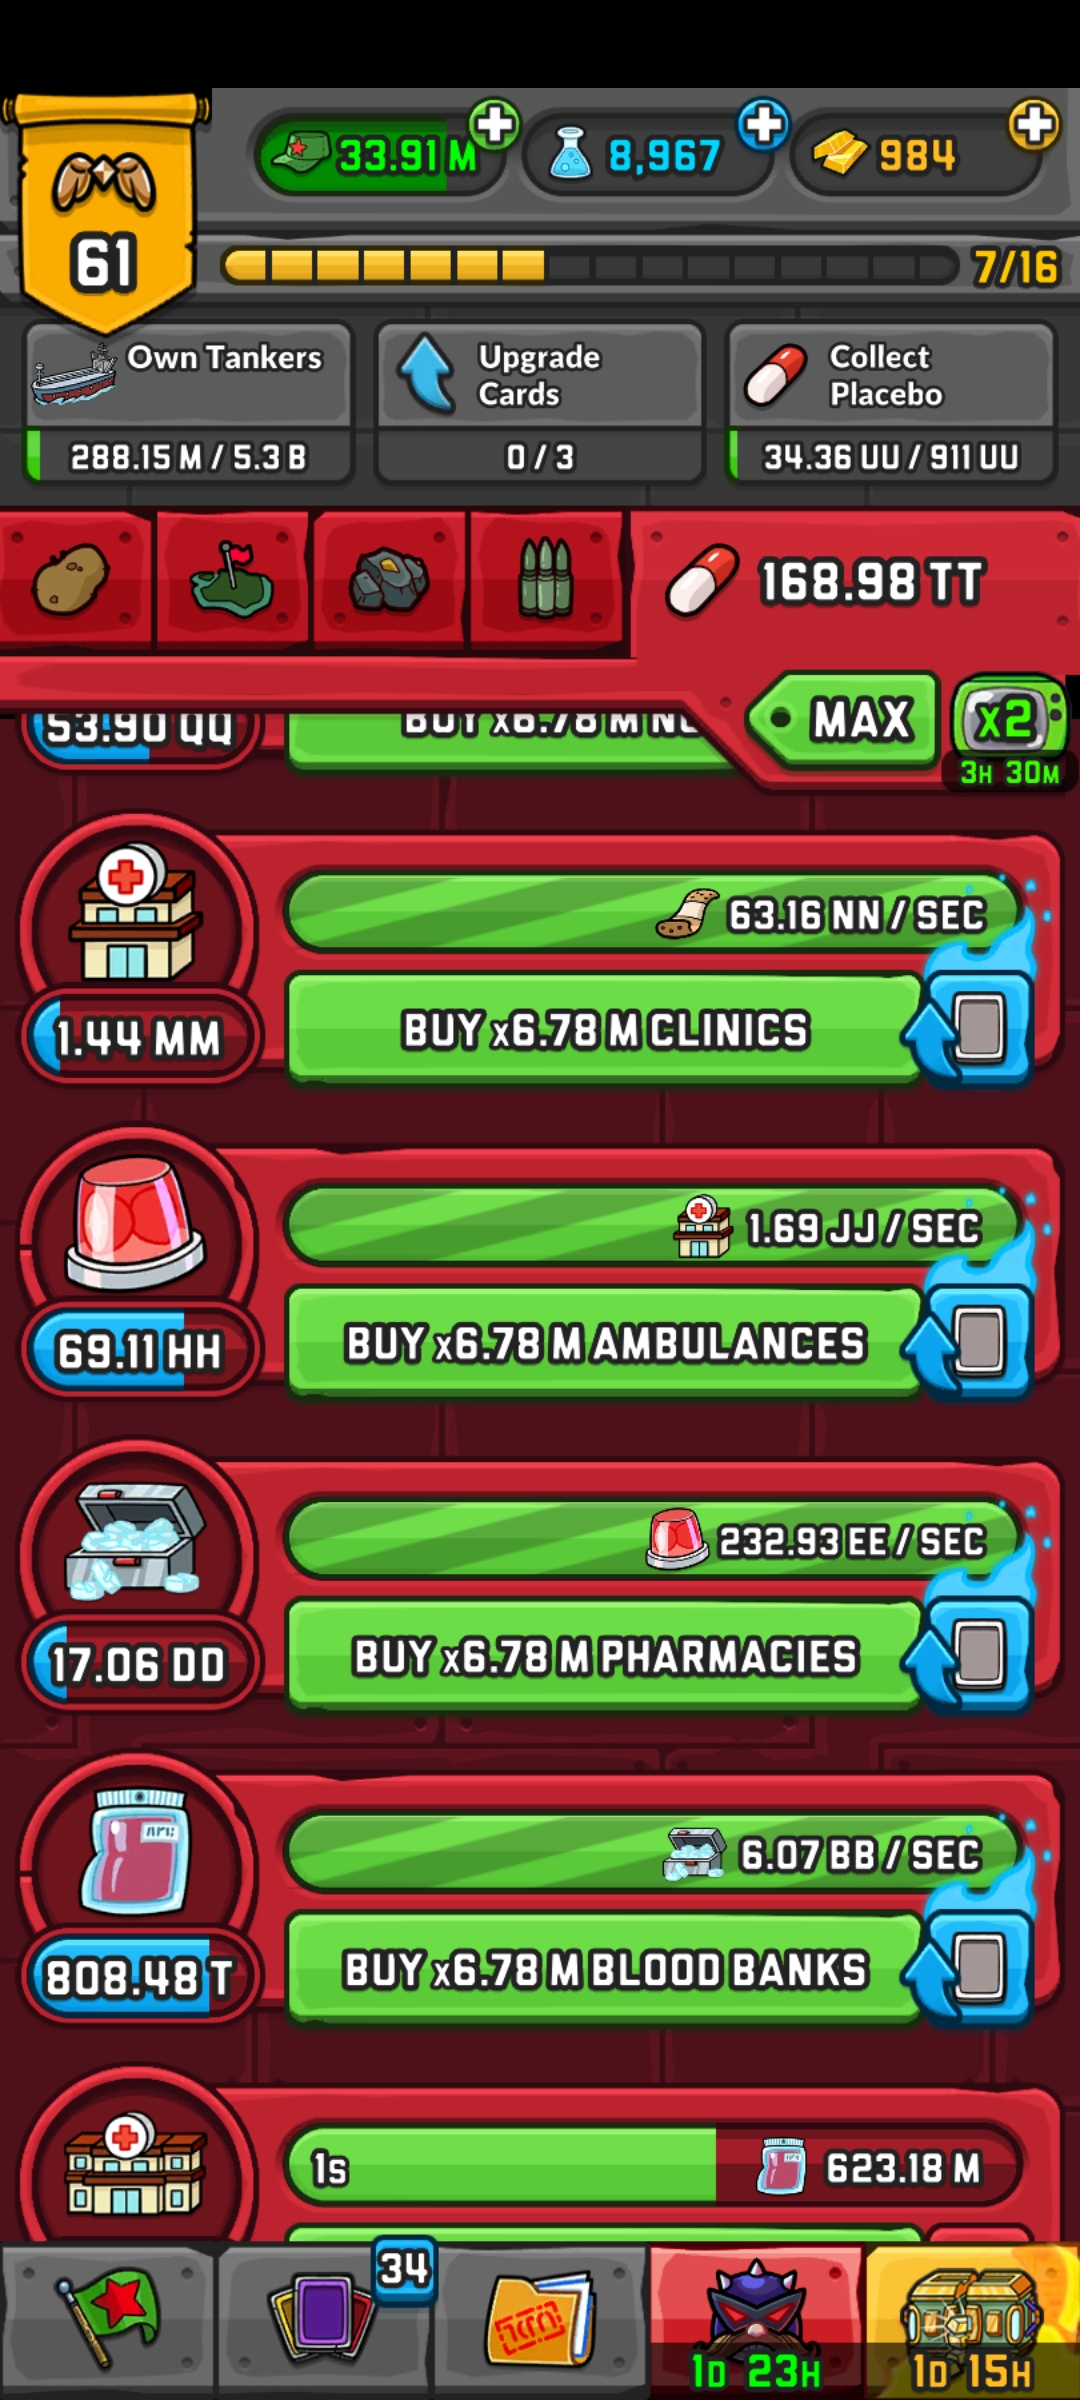 33.91 M
8,967
984
61
7/16
Own Tankers
288.15 M / 5.3 B
Upgrade
Cards
0 / 3
Collect
Placebo
34.36 UU / 911 UU
168.98 TT
MAX
x2
3H 30M
53.90 QQ
BUY x6.78 M
63.16 NN / SEC
1.44 MM
BUY x6.78 M CLINICS
1.69 JJ / SEC
69.11 HH
BUY x6.78 M AMBULANCES
232.93 EE / SEC
17.06 DD
BUY x6.78 M PHARMACIES
6.07 BB / SEC
808.48 T
BUY x6.78 M BLOOD BANKS
1s
623.18 M
34
1D 23H
1D 15H